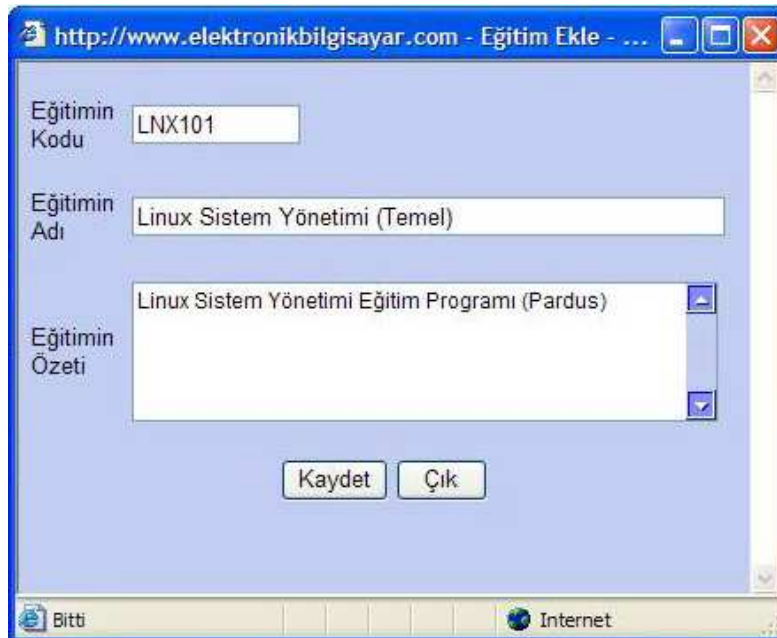 http://www.elektronikbilgisayar.com - Eğitim Ekle - ...
Eğitimin
Kodu
LNX101
Eğitimin
Adı
Linux Sistem Yönetimi (Temel)
Eğitimin
Özeti
Linux Sistem Yönetimi Eğitim Programı (Pardus)
Kaydet Çık
Bitti Internet